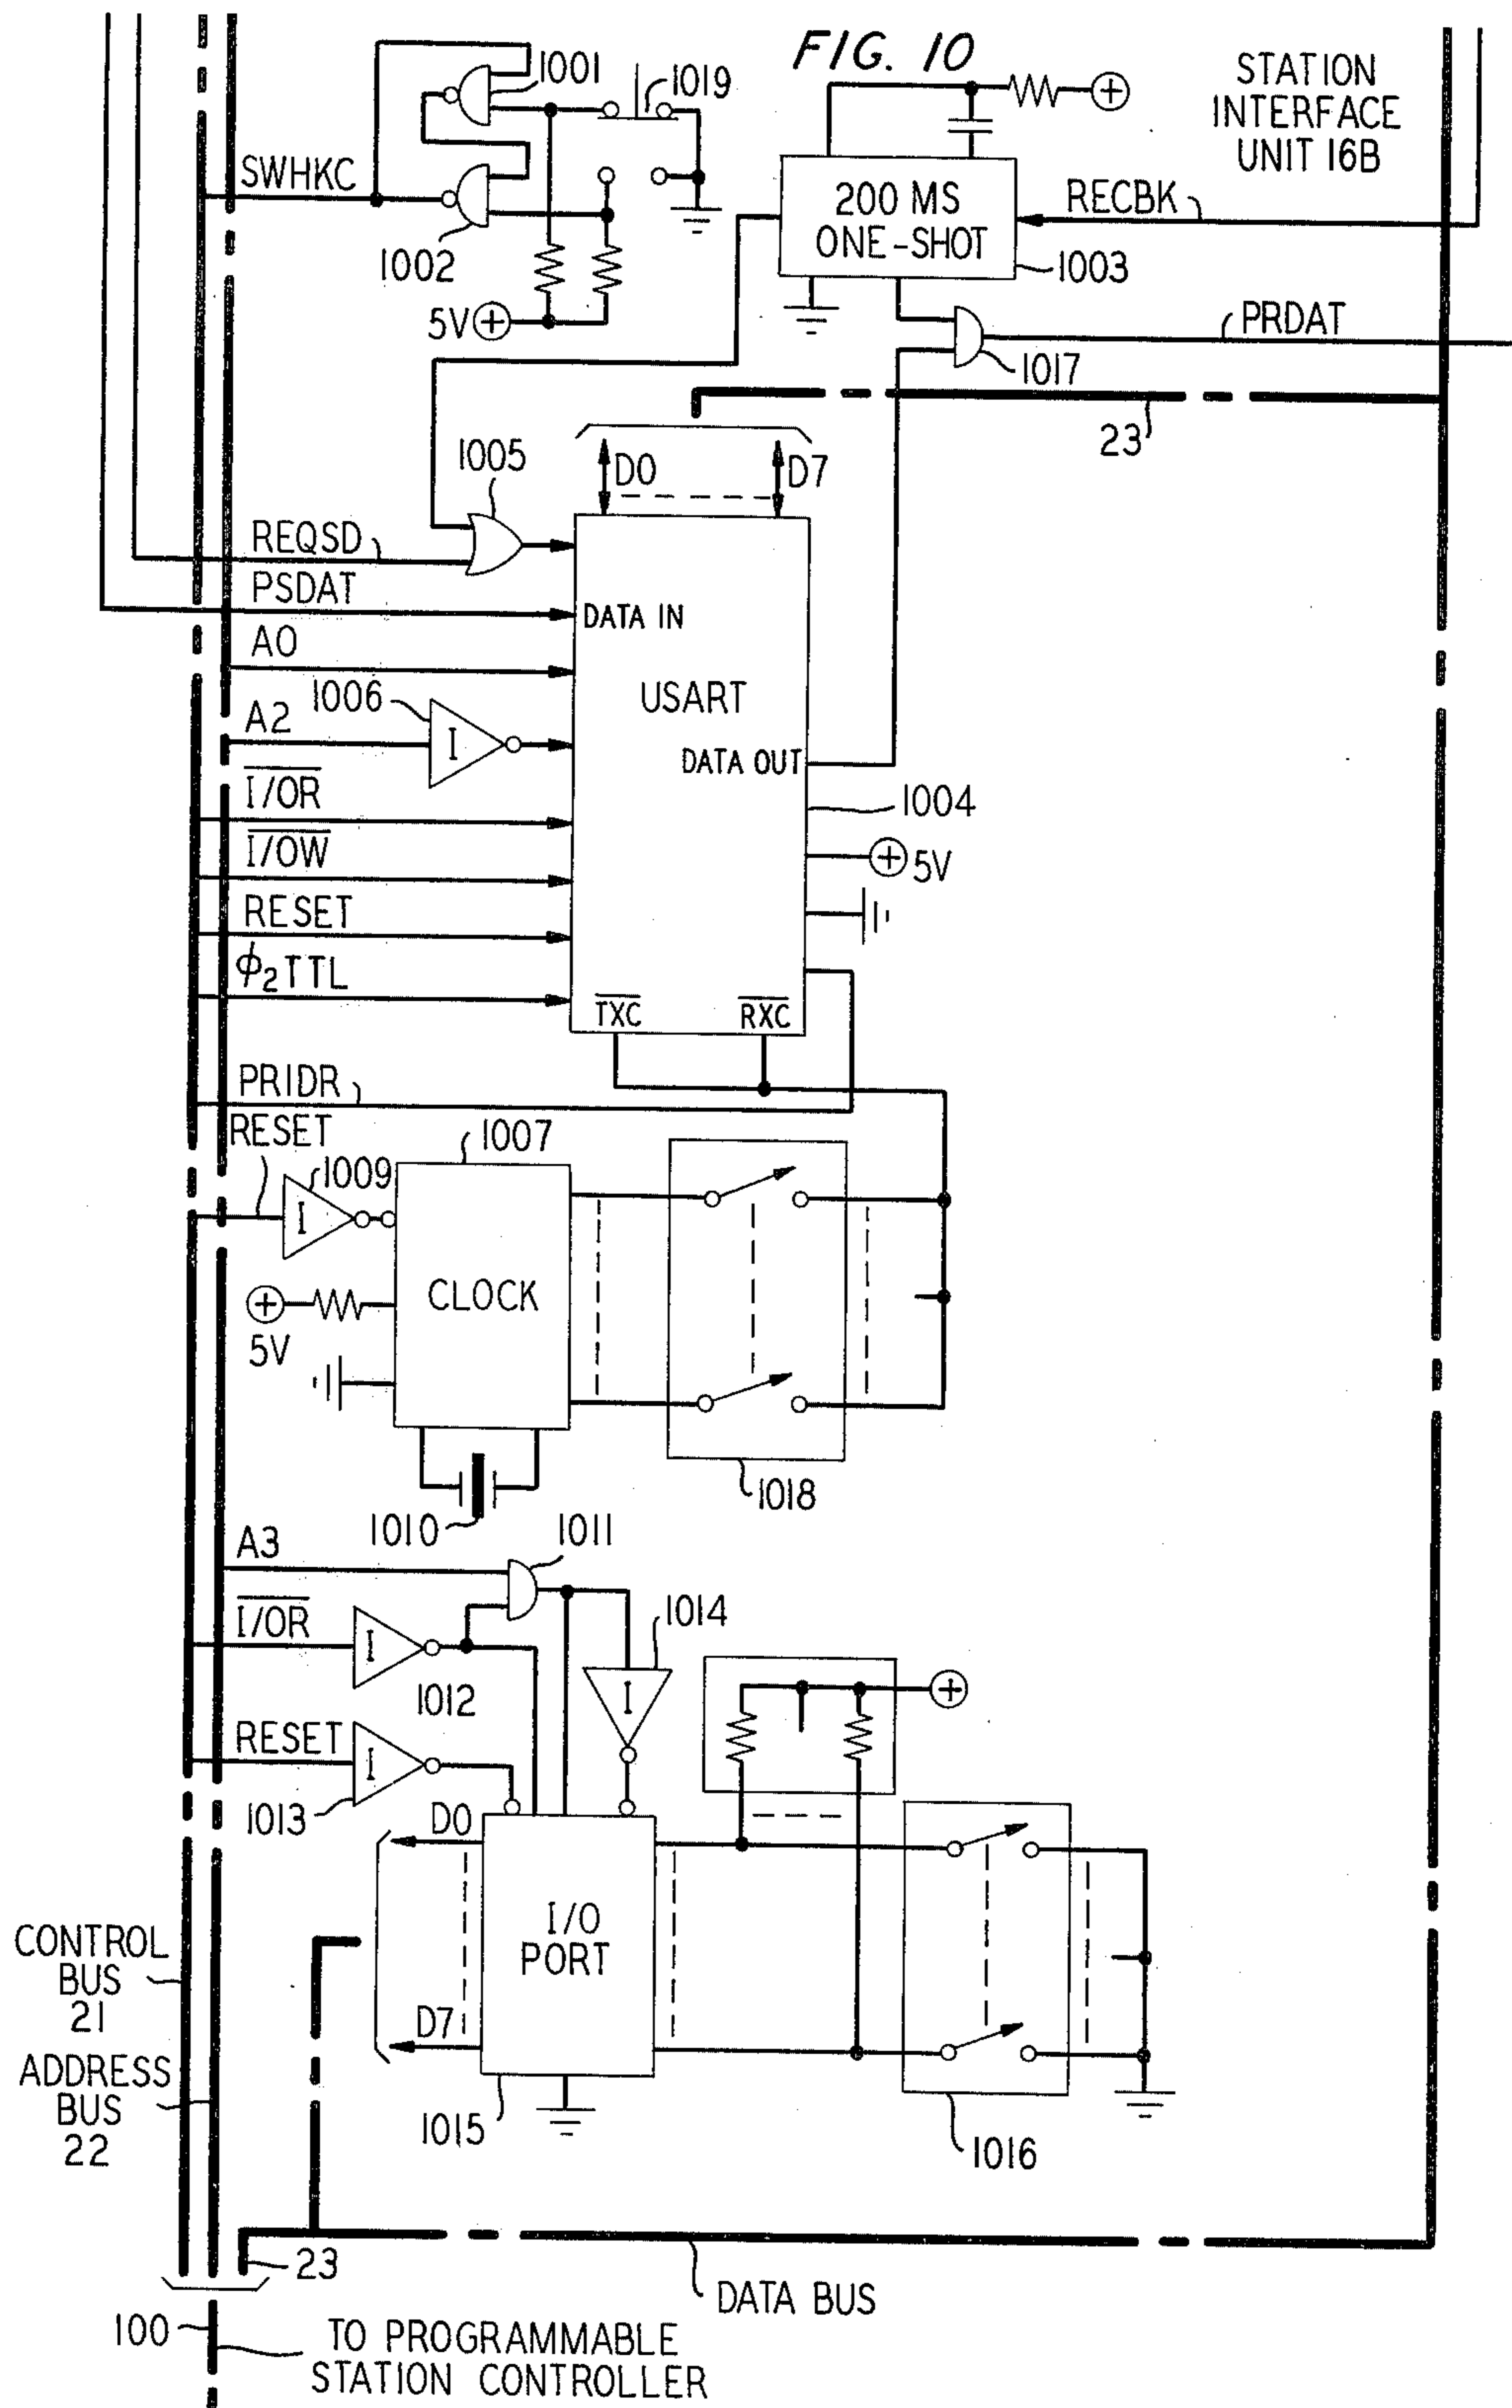 FIG. 10
STATION
INTERFACE
UNIT 16B
1001
1019
SWHKC
1002
5V
200 MS
ONE-SHOT
RECBK
1003
PRDAT
1017
23
1005
D0
D7
REQSD
PSDAT
DATA IN
A0
1006
A2
USART
DATA OUT
I/OR
1004
I/OW
5V
RESET
ϕ2TTL
TXC
RXC
PRIDR
RESET
1007
1009
I
CLOCK
5V
1018
1010
A3
1011
I/OR
I
1012
1014
I
RESET
I
1013
D0
I/O
PORT
D7
1015
1016
CONTROL
BUS
21
ADDRESS
BUS
22
23
DATA BUS
100
TO PROGRAMMABLE
STATION CONTROLLER
I